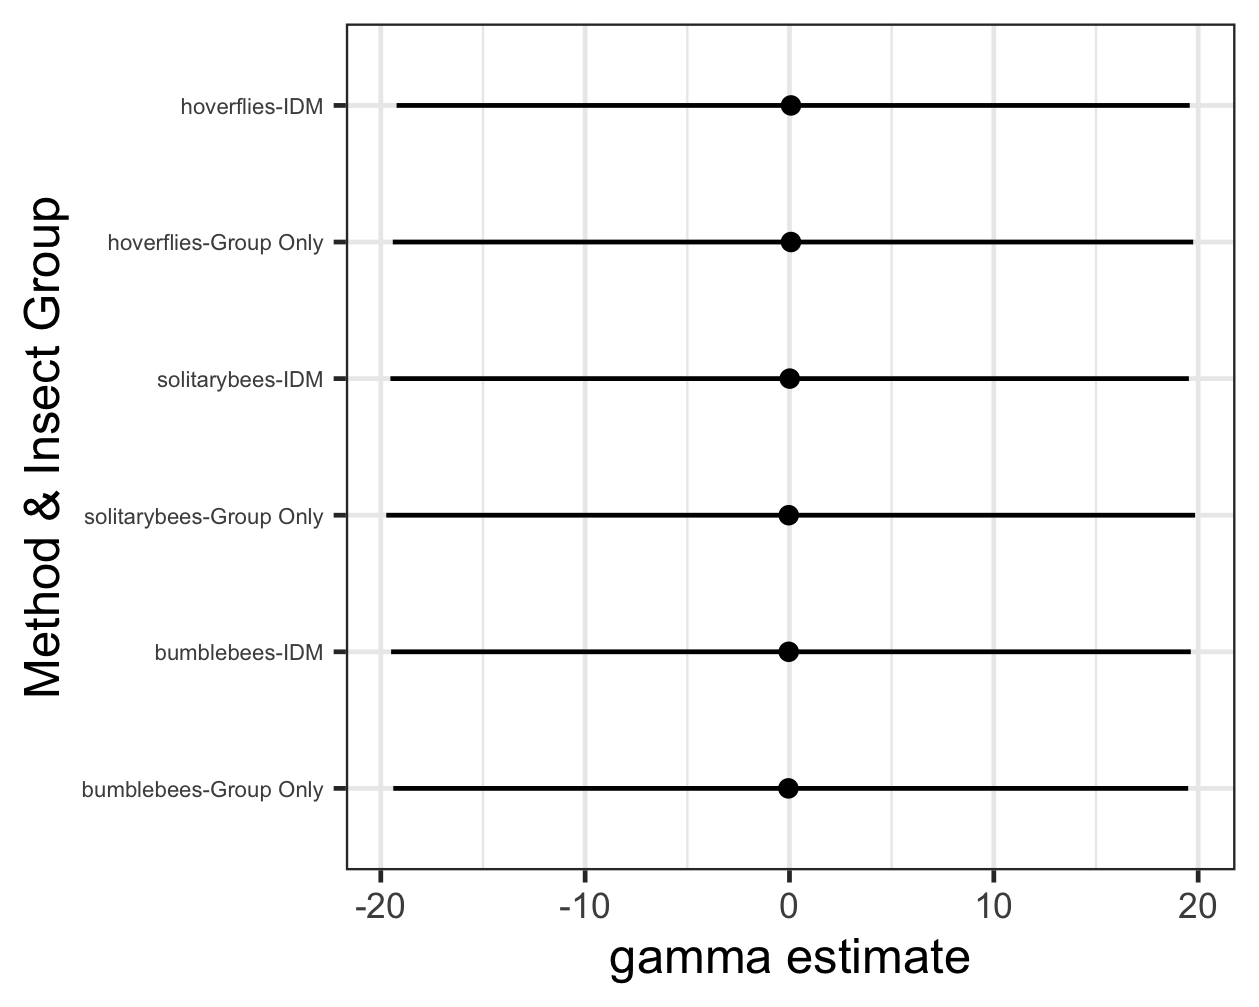 Method & Insect Group
hoverflies-IDM
hoverflies-Group Only
solitarybees-IDM
solitarybees-Group Only
bumblebees-IDM
bumblebees-Group Only
-20 -10 0 10 20
gamma estimate